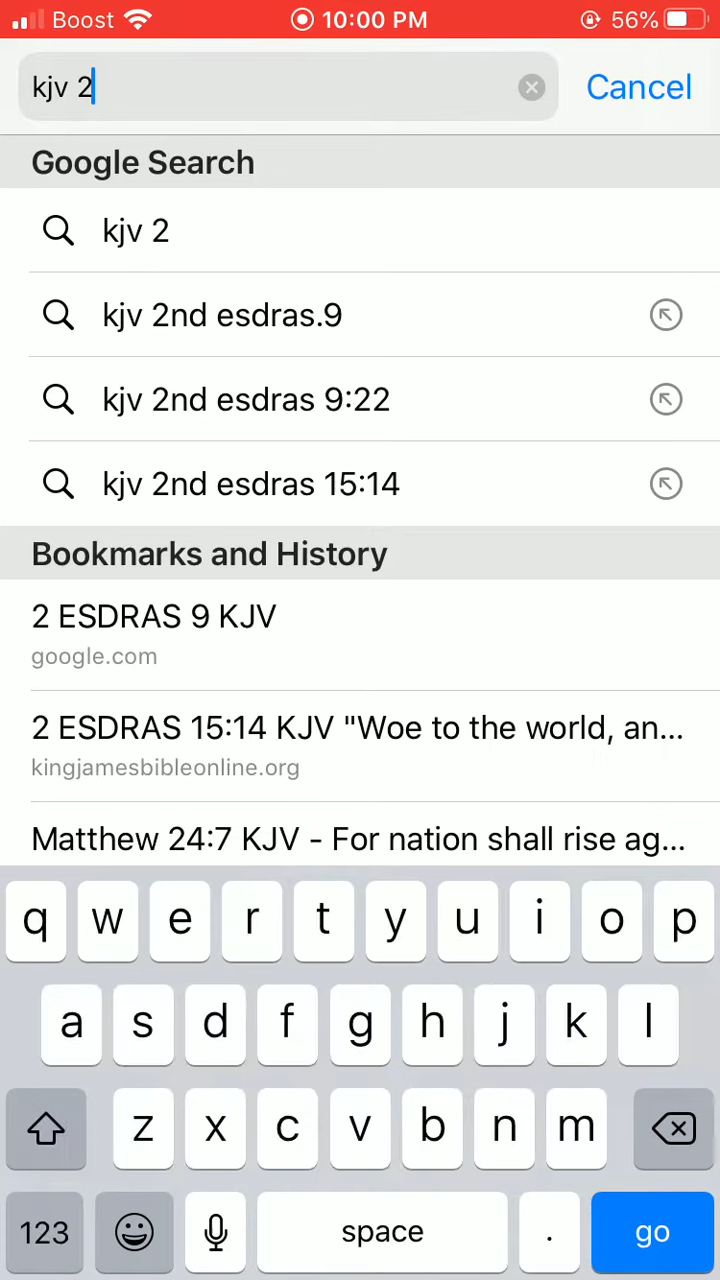 Boost 10:00 PM 56%
kjv 2 Cancel
Google Search
kjv 2
kjv 2nd esdras.9
kjv 2nd esdras 9:22
kjv 2nd esdras 15:14
Bookmarks and History
2 ESDRAS 9 KJV
google.com
2 ESDRAS 15:14 KJV "Woe to the world, an...
kingjamesbibleonline.org
Matthew 24:7 KJV - For nation shall rise ag...
q w e r t y u i o p
a s d f g h j k l
z x c v b n m
123 space . go